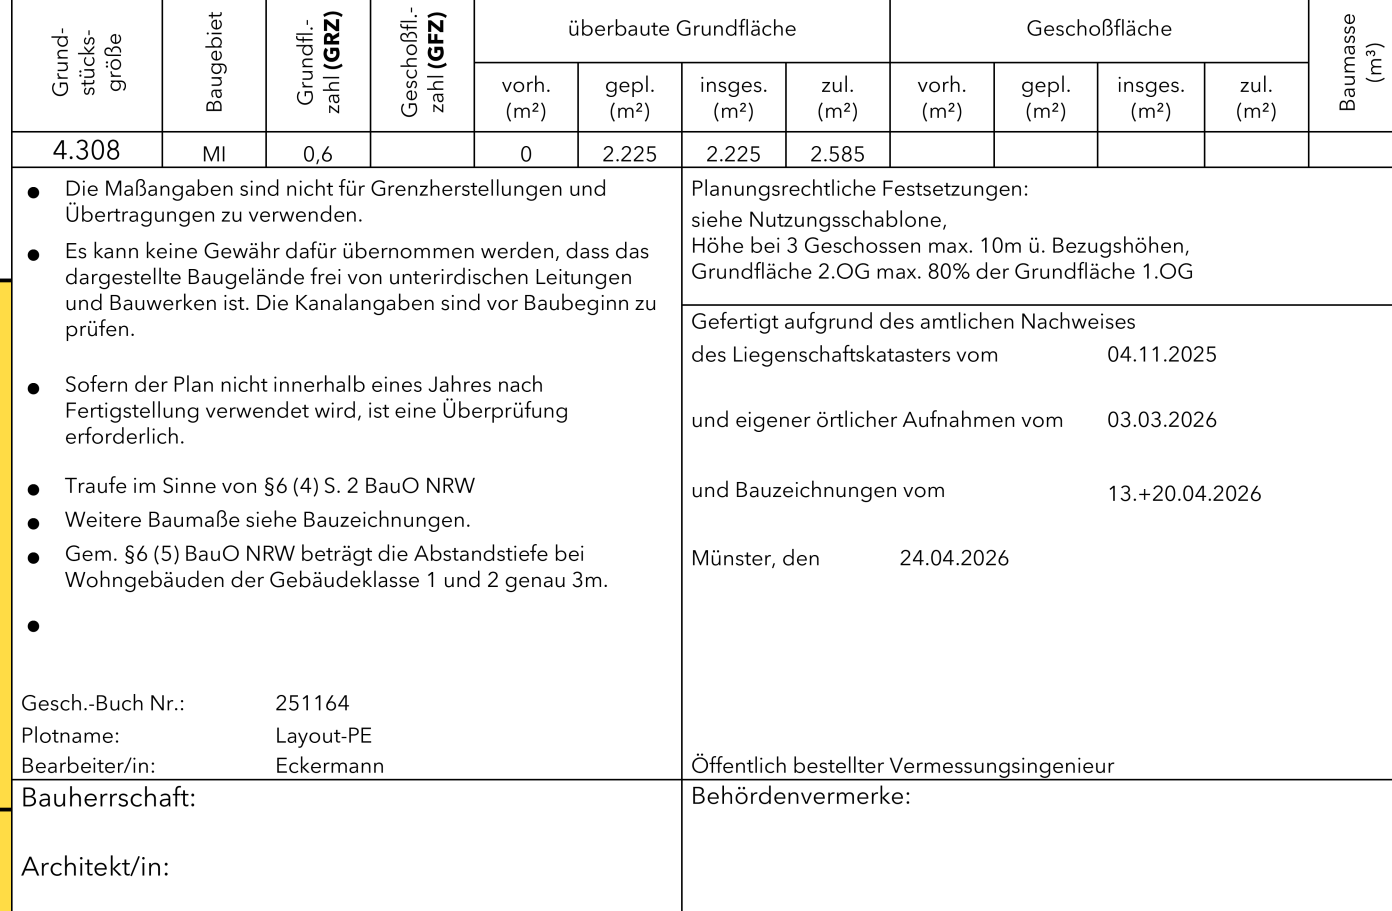 Grund-
stücks-
größe
Baugebiet
Grundfl.-
zahl (GRZ)
Geschoßfl.-
zahl (GFZ)
überbaute Grundfläche
Geschoßfläche
Baumasse
(m³)
vorh.
(m²)
gepl.
(m²)
insges.
(m²)
zul.
(m²)
vorh.
(m²)
gepl.
(m²)
insges.
(m²)
zul.
(m²)
4.308 MI 0,6 0 2.225 2.225 2.585
● Die Maßangaben sind nicht für Grenzherstellungen und
Übertragungen zu verwenden.
● Es kann keine Gewähr dafür übernommen werden, dass das
dargestellte Baugelände frei von unterirdischen Leitungen
und Bauwerken ist. Die Kanalangaben sind vor Baubeginn zu
prüfen.
● Sofern der Plan nicht innerhalb eines Jahres nach
Fertigstellung verwendet wird, ist eine Überprüfung
erforderlich.
● Traufe im Sinne von §6 (4) S. 2 BauO NRW
● Weitere Baumaße siehe Bauzeichnungen.
● Gem. §6 (5) BauO NRW beträgt die Abstandstiefe bei
Wohngebäuden der Gebäudeklasse 1 und 2 genau 3m.
●
Gesch.-Buch Nr.: 251164
Plotname: Layout-PE
Bearbeiter/in: Eckermann
Planungsrechtliche Festsetzungen:
siehe Nutzungsschablone,
Höhe bei 3 Geschossen max. 10m ü. Bezugshöhen,
Grundfläche 2.OG max. 80% der Grundfläche 1.OG
Gefertigt aufgrund des amtlichen Nachweises
des Liegenschaftskatasters vom 04.11.2025
und eigener örtlicher Aufnahmen vom 03.03.2026
und Bauzeichnungen vom 13.+20.04.2026
Münster, den 24.04.2026
Öffentlich bestellter Vermessungsingenieur
Bauherrschaft:
Architekt/in:
Behördenvermerke: